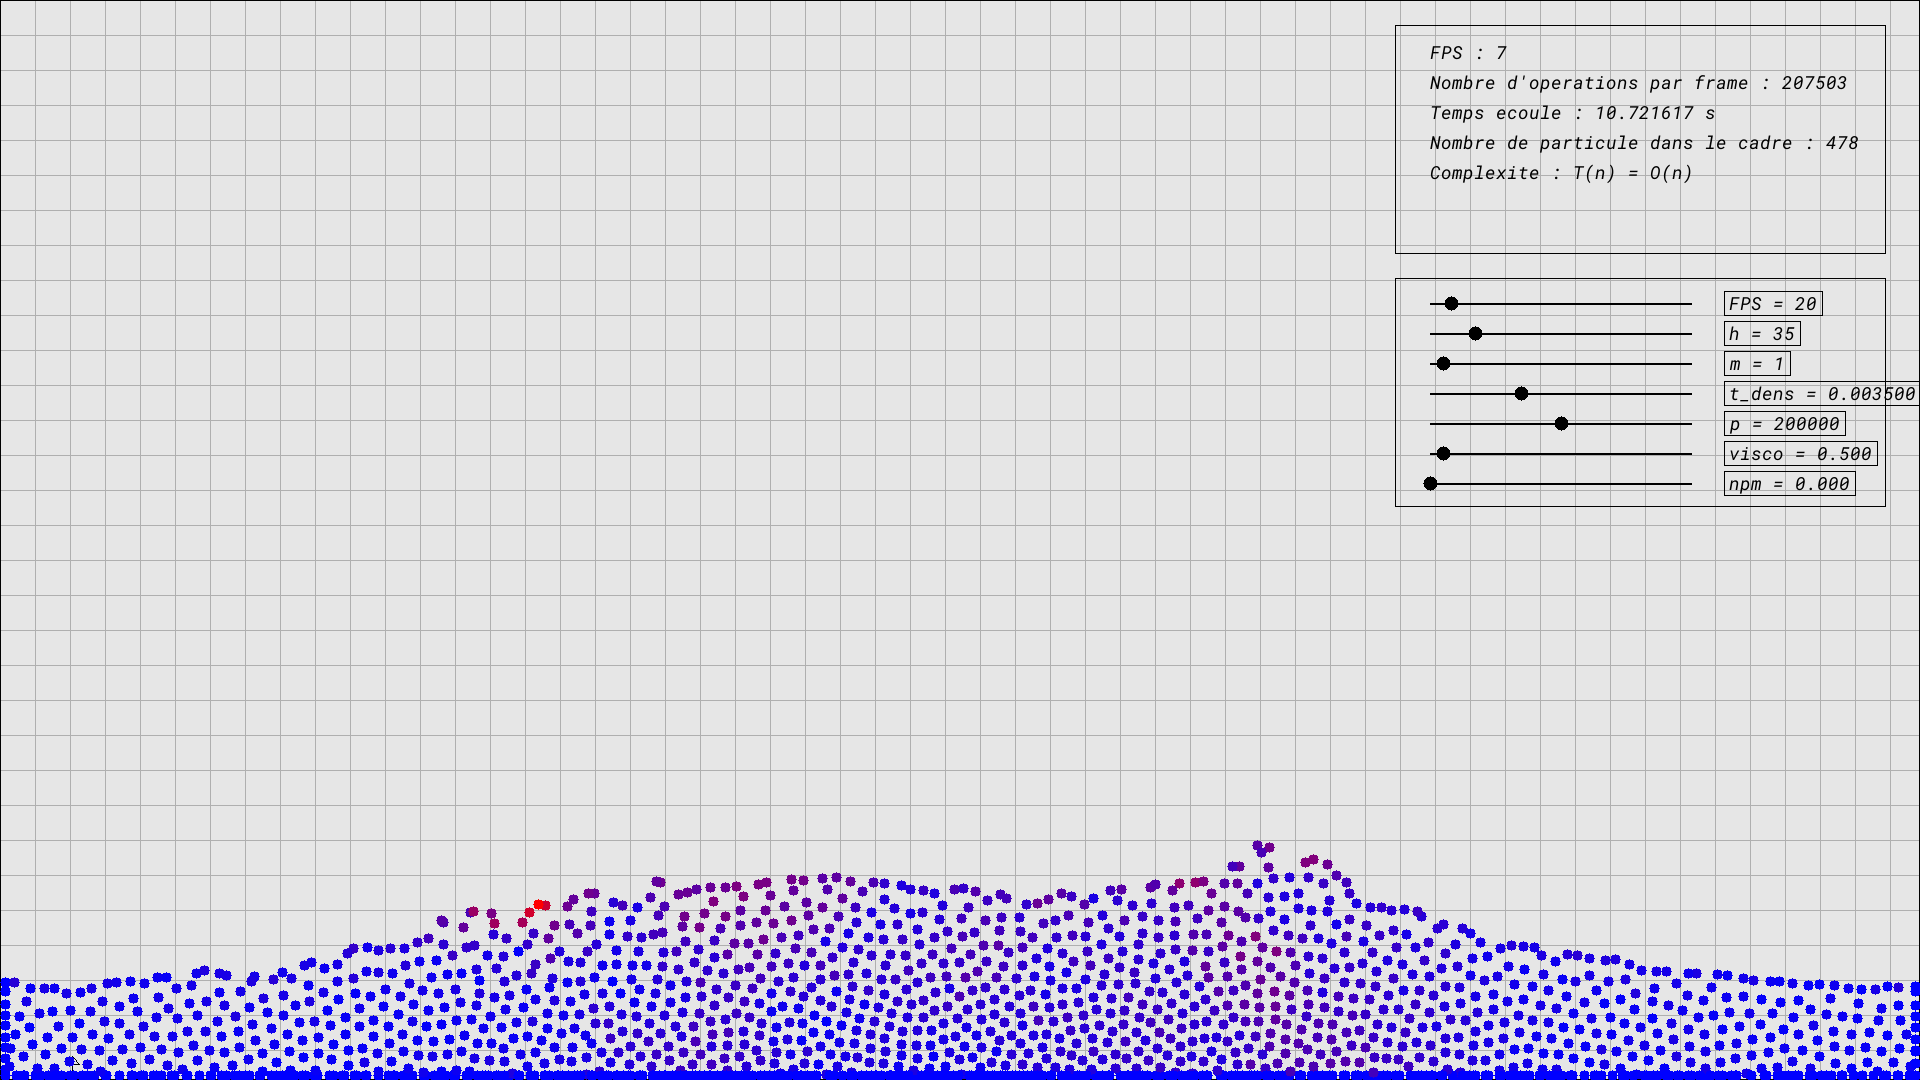 FPS : 7
Nombre d'operations par frame : 207503
Temps ecoule : 10.721617 s
Nombre de particule dans le cadre : 478
Complexite : T(n) = O(n)
FPS = 20
h = 35
m = 1
t_dens = 0.003500
p = 200000
visco = 0.500
npm = 0.000